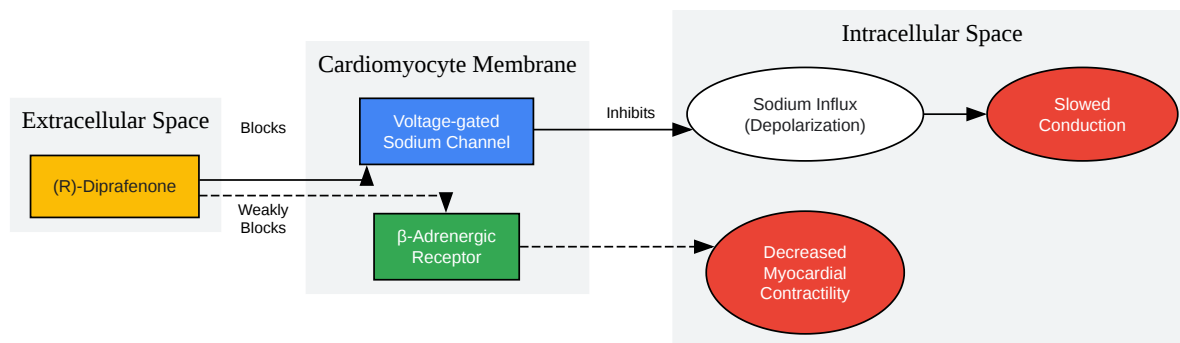 Extracellular Space
(R)-Diprafenone
Blocks
Weakly
Blocks
Cardiomyocyte Membrane
Voltage-gated
Sodium Channel
β-Adrenergic
Receptor
Inhibits
Intracellular Space
Sodium Influx
(Depolarization)
Slowed
Conduction
Decreased
Myocardial
Contractility